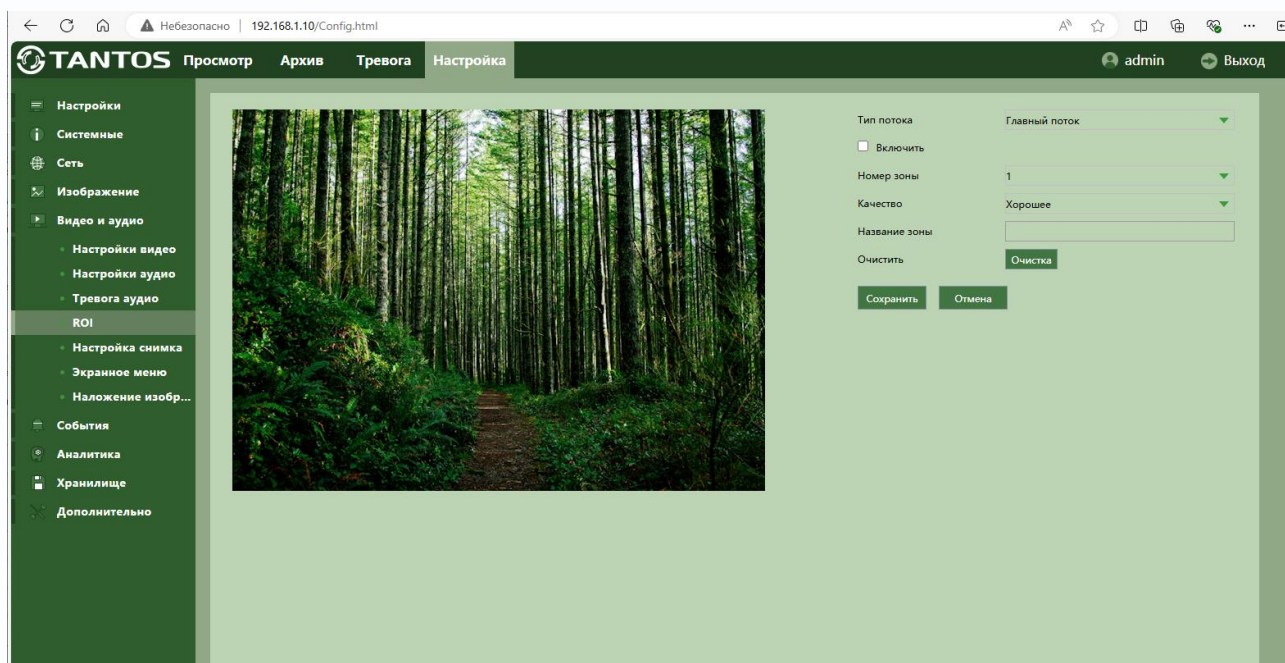 Небезопасно 192.168.1.10/Config.html
TANTOS Просмотр Архив Тревога Настройка admin Выход
Настройки
Системные
Сеть
Изображение
Видео и аудио
Настройки видео
Настройки аудио
Тревога аудио
ROI
Настройка снимка
Экранное меню
Наложение изобр...
События
Аналитика
Хранилище
Дополнительно
Тип потока Главный поток
Включить
Номер зоны 1
Качество Хорошее
Название зоны
Очистить Очистка
Сохранить Отмена